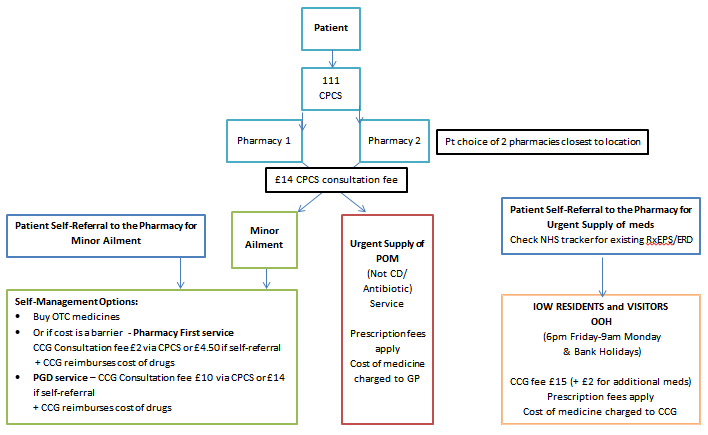 Patient
111
CPCS
Pharmacy 1
Pharmacy 2
Pt choice of 2 pharmacies closest to location
£14 CPCS consultation fee
Patient Self-Referral to the Pharmacy for
Minor Ailment
Minor
Ailment
Urgent Supply of
POM
(Not CD/
Antibiotic)
Service
Prescription fees
apply
Cost of medicine
charged to GP
Patient Self-Referral to the Pharmacy for
Urgent Supply of meds
Check NHS tracker for existing RxEPS/ERD
Self-Management Options:
• Buy OTC medicines
• Or if cost is a barrier - Pharmacy First service
CCG Consultation fee £2 via CPCS or £4.50 if self-referral
+ CCG reimburses cost of drugs
• PGD service – CCG Consultation fee £10 via CPCS or £14
if self-referral
+ CCG reimburses cost of drugs
IOW RESIDENTS and VISITORS
OOH
(6pm Friday-9am Monday
& Bank Holidays)
CCG fee £15 (+ £2 for additional meds)
Prescription fees apply
Cost of medicine charged to CCG